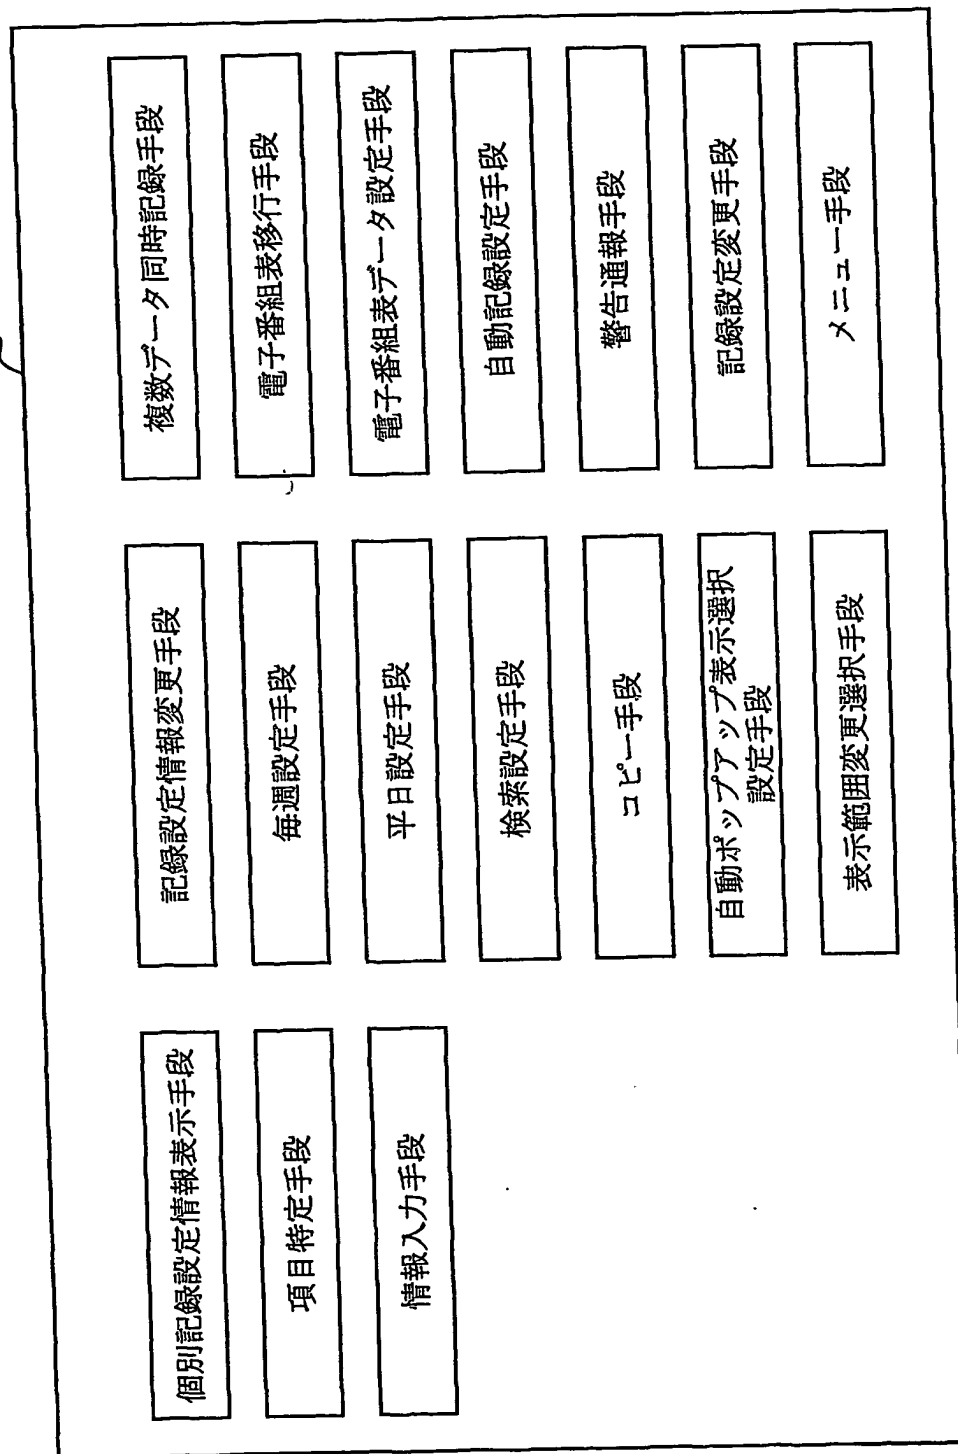 個別記録設定情報表示手段
項目特定手段
情報入力手段
記録設定情報変更手段
毎週設定手段
平日設定手段
検索設定手段
コピー手段
自動ポップアップ表示選択
設定手段
表示範囲変更選択手段
複数データ同時記録手段
電子番組表移行手段
電子番組表データ設定手段
自動記録設定手段
警告通報手段
記録設定変更手段
メニュー手段